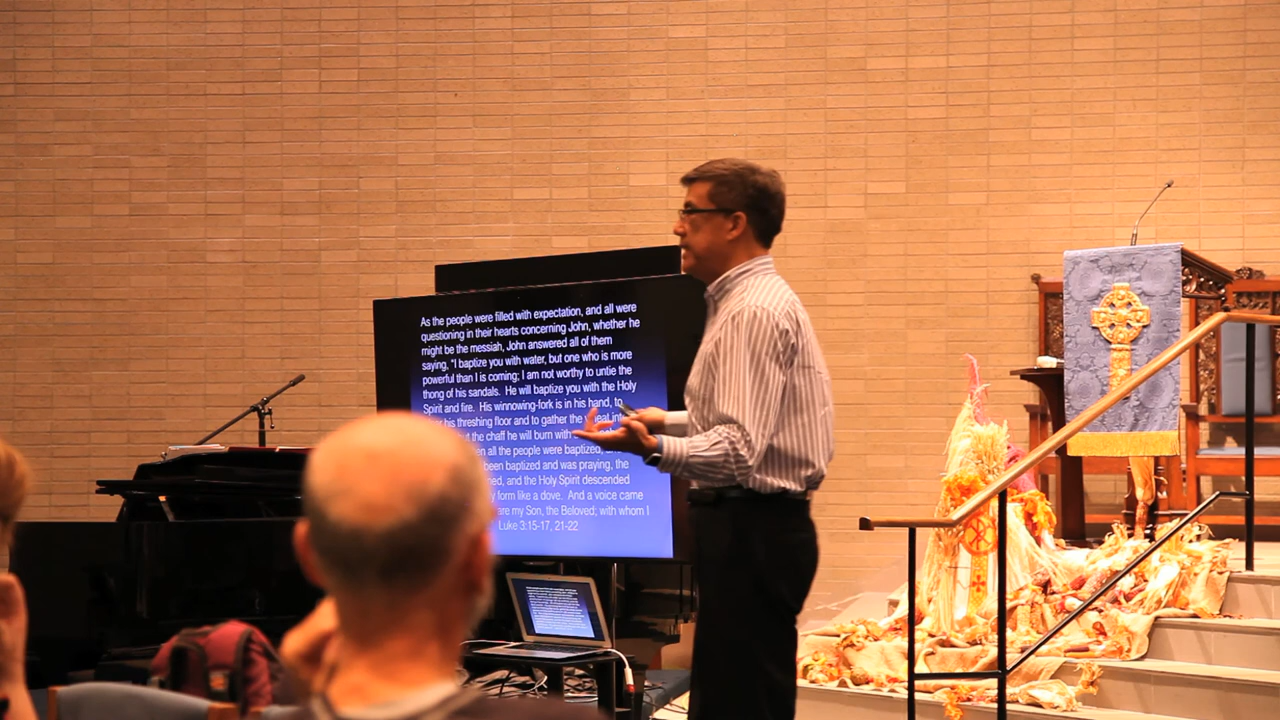 As the people were filled with expectation, and all were
questioning in their hearts concerning John, whether he
might be the messiah, John answered all of them
saying, "I baptize you with water, but one who is more
powerful than I is coming; I am not worthy to untie the
thong of his sandals. He will baptize you with the Holy
Spirit and fire. His winnowing-fork is in his hand, to
his threshing floor and to gather the wheat
the chaff he will burn with
all the people were baptized,
been baptized and was praying, the
and the Holy Spirit descended
form like a dove. And a voice came
are my Son, the Beloved; with whom I
Luke 3:15-17, 21-22